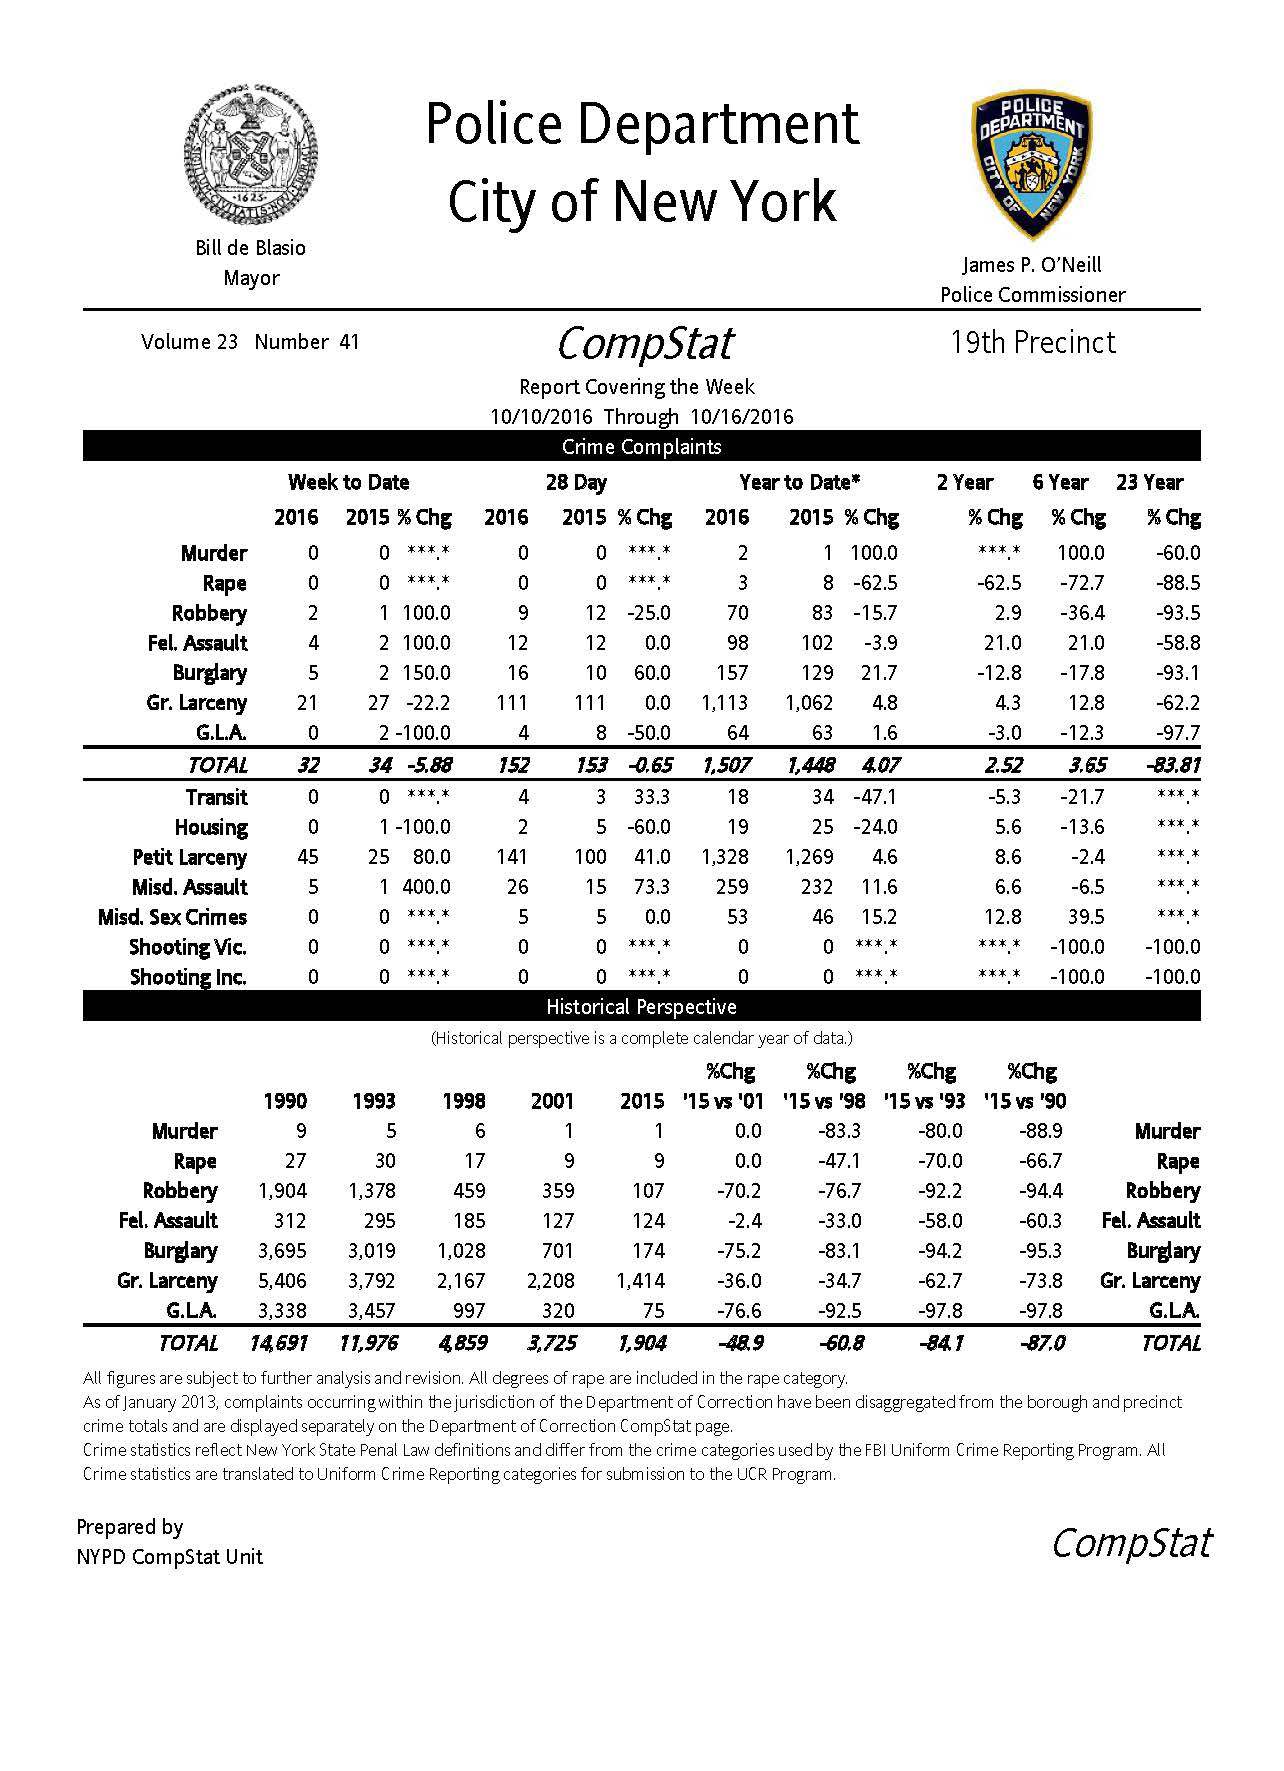 Police Department
City of New York
·1625·
POLICE
DEPARTMENT
CITY OF
NEW YORK
Bill de Blasio
Mayor
James P. O'Neill
Police Commissioner
Volume 23 Number 41
CompStat
19th Precinct
Report Covering the Week
10/10/2016 Through 10/16/2016
Crime Complaints
Week to Date 28 Day Year to Date* 2 Year 6 Year 23 Year
2016 2015 % Chg 2016 2015 % Chg 2016 2015 % Chg % Chg % Chg % Chg
Murder 0 0 ***.* 0 0 ***.* 2 1 100.0 ***.* 100.0 -60.0
Rape 0 0 ***.* 0 0 ***.* 3 8 -62.5 -62.5 -72.7 -88.5
Robbery 2 1 100.0 9 12 -25.0 70 83 -15.7 2.9 -36.4 -93.5
Fel. Assault 4 2 100.0 12 12 0.0 98 102 -3.9 21.0 21.0 -58.8
Burglary 5 2 150.0 16 10 60.0 157 129 21.7 -12.8 -17.8 -93.1
Gr. Larceny 21 27 -22.2 111 111 0.0 1,113 1,062 4.8 4.3 12.8 -62.2
G.L.A. 0 2 -100.0 4 8 -50.0 64 63 1.6 -3.0 -12.3 -97.7
TOTAL 32 34 -5.88 152 153 -0.65 1,507 1,448 4.07 2.52 3.65 -83.81
Transit 0 0 ***.* 4 3 33.3 18 34 -47.1 -5.3 -21.7 ***.*
Housing 0 1 -100.0 2 5 -60.0 19 25 -24.0 5.6 -13.6 ***.*
Petit Larceny 45 25 80.0 141 100 41.0 1,328 1,269 4.6 8.6 -2.4 ***.*
Misd. Assault 5 1 400.0 26 15 73.3 259 232 11.6 6.6 -6.5 ***.*
Misd. Sex Crimes 0 0 ***.* 5 5 0.0 53 46 15.2 12.8 39.5 ***.*
Shooting Vic. 0 0 ***.* 0 0 ***.* 0 0 ***.* ***.* -100.0 -100.0
Shooting Inc. 0 0 ***.* 0 0 ***.* 0 0 ***.* ***.* -100.0 -100.0
Historical Perspective
(Historical perspective is a complete calendar year of data.)
%Chg %Chg %Chg %Chg
1990 1993 1998 2001 2015 '15 vs '01 '15 vs '98 '15 vs '93 '15 vs '90
Murder 9 5 6 1 1 0.0 -83.3 -80.0 -88.9 Murder
Rape 27 30 17 9 9 0.0 -47.1 -70.0 -66.7 Rape
Robbery 1,904 1,378 459 359 107 -70.2 -76.7 -92.2 -94.4 Robbery
Fel. Assault 312 295 185 127 124 -2.4 -33.0 -58.0 -60.3 Fel. Assault
Burglary 3,695 3,019 1,028 701 174 -75.2 -83.1 -94.2 -95.3 Burglary
Gr. Larceny 5,406 3,792 2,167 2,208 1,414 -36.0 -34.7 -62.7 -73.8 Gr. Larceny
G.L.A. 3,338 3,457 997 320 75 -76.6 -92.5 -97.8 -97.8 G.L.A.
TOTAL 14,691 11,976 4,859 3,725 1,904 -48.9 -60.8 -84.1 -87.0 TOTAL
All figures are subject to further analysis and revision. All degrees of rape are included in the rape category.
As of January 2013, complaints occurring within the jurisdiction of the Department of Correction have been disaggregated from the borough and precinct
crime totals and are displayed separately on the Department of Correction CompStat page.
Crime statistics reflect New York State Penal Law definitions and differ from the crime categories used by the FBI Uniform Crime Reporting Program. All
Crime statistics are translated to Uniform Crime Reporting categories for submission to the UCR Program.
Prepared by
NYPD CompStat Unit
CompStat